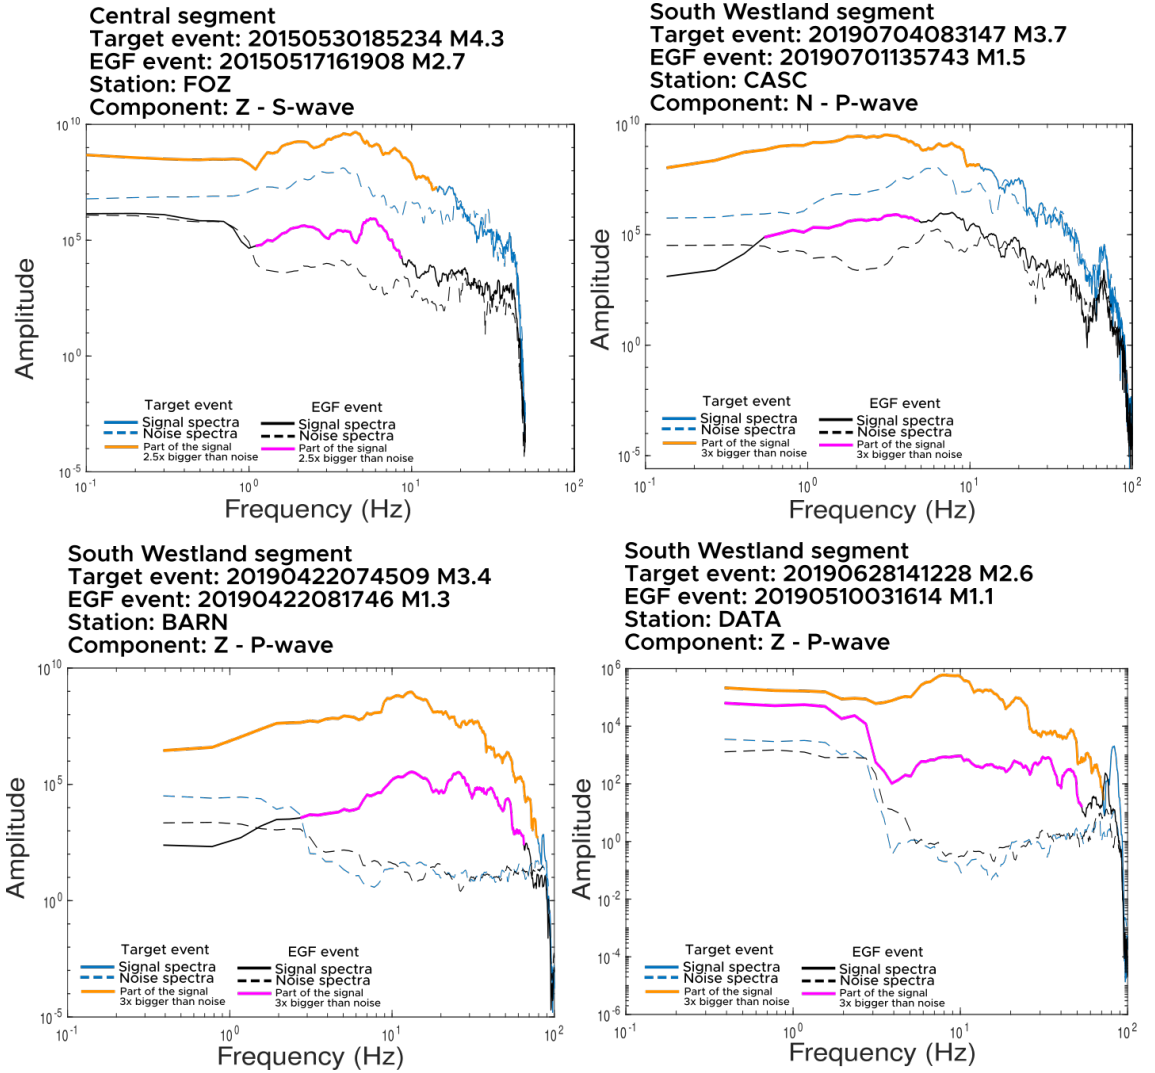 Central segment
Target event: 20150530185234 M4.3
EGF event: 20150517161908 M2.7
Station: FOZ
Component: Z - S-wave
10^10
10^5
10^0
10^-5
Amplitude
Target event
Signal spectra
Noise spectra
Part of the signal
2.5x bigger than noise
EGF event
Signal spectra
Noise spectra
Part of the signal
2.5x bigger than noise
10^-1
10^0
10^1
10^2
Frequency (Hz)
South Westland segment
Target event: 20190704083147 M3.7
EGF event: 20190701135743 M1.5
Station: CASC
Component: N - P-wave
10^10
10^5
10^0
10^-5
Amplitude
Target event
Signal spectra
Noise spectra
Part of the signal
3x bigger than noise
EGF event
Signal spectra
Noise spectra
Part of the signal
3x bigger than noise
10^0
10^1
10^2
Frequency (Hz)
South Westland segment
Target event: 20190422074509 M3.4
EGF event: 20190422081746 M1.3
Station: BARN
Component: Z - P-wave
10^10
10^5
10^0
10^-5
Amplitude
Target event
Signal spectra
Noise spectra
Part of the signal
3x bigger than noise
EGF event
Signal spectra
Noise spectra
Part of the signal
3x bigger than noise
10^-1
10^0
10^1
10^2
Frequency (Hz)
South Westland segment
Target event: 20190628141228 M2.6
EGF event: 20190510031614 M1.1
Station: DATA
Component: Z - P-wave
10^6
10^4
10^2
10^0
10^-2
10^-4
10^-6
Amplitude
Target event
Signal spectra
Noise spectra
Part of the signal
3x bigger than noise
EGF event
Signal spectra
Noise spectra
Part of the signal
3x bigger than noise
10^-1
10^0
10^1
10^2
Frequency (Hz)